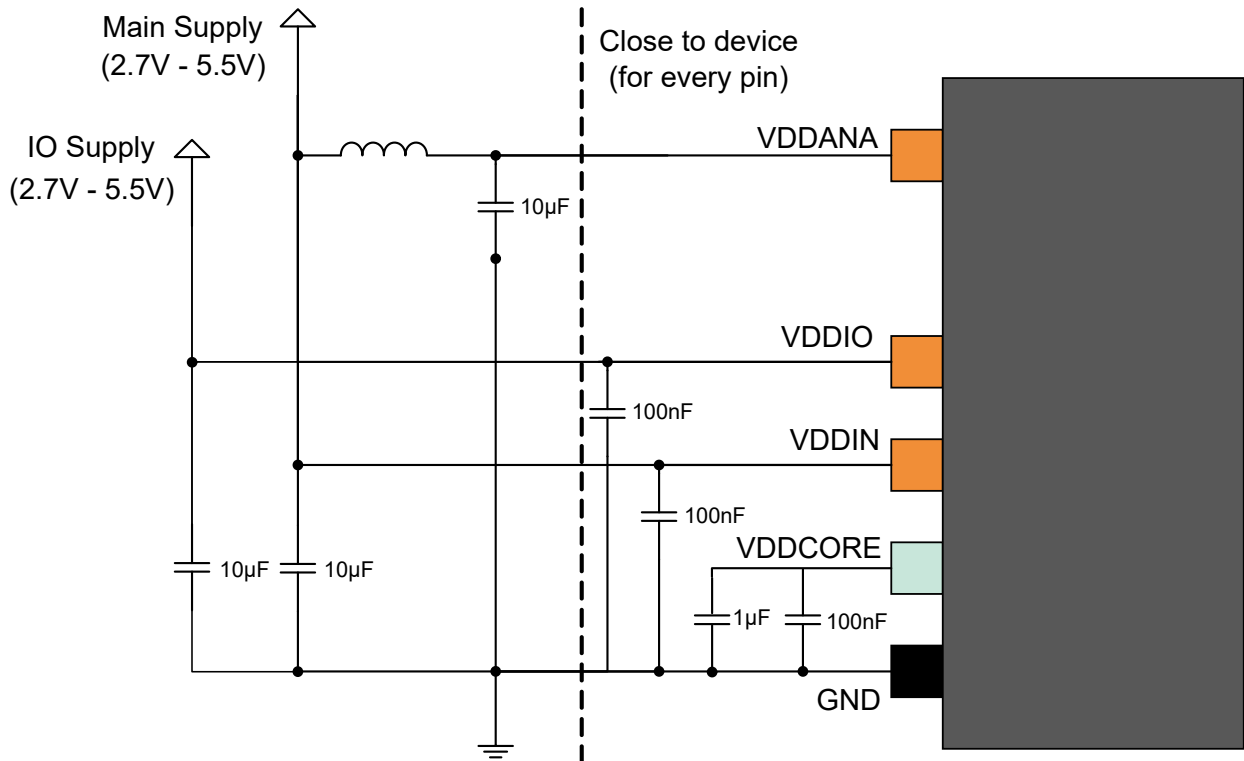 Main Supply
(2.7V - 5.5V)
Close to device
(for every pin)
VDDANA
IO Supply
(2.7V - 5.5V)
10µF
VDDIO
100nF
VDDIN
100nF
VDDCORE
10µF
10µF
1µF
100nF
GND